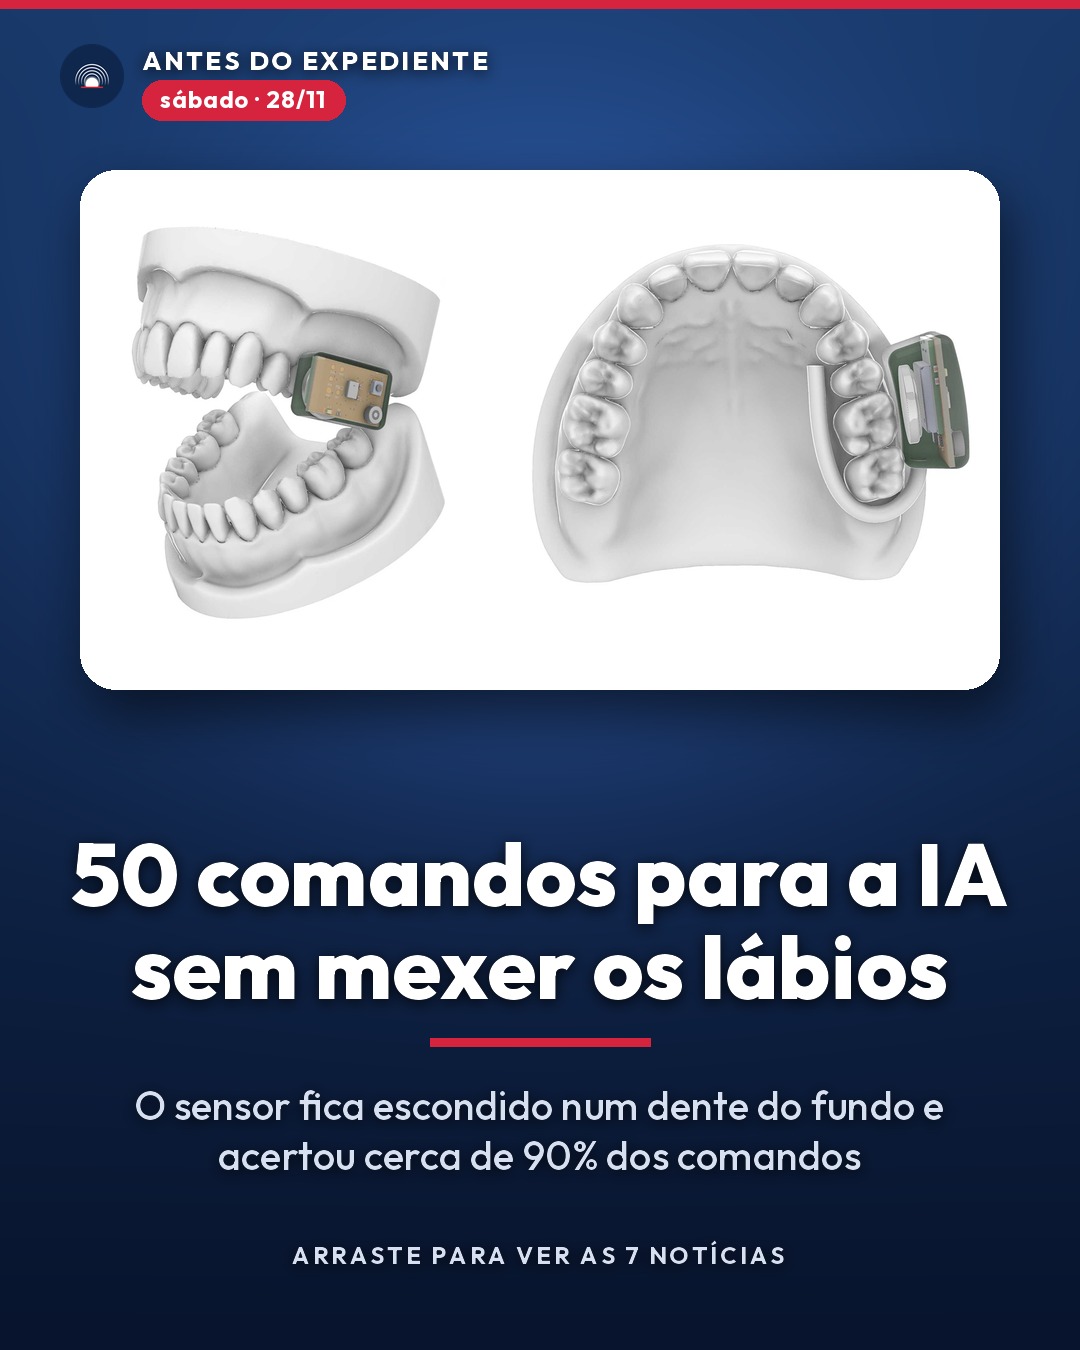 ANTES DO EXPEDIENTE
sábado · 28/11
50 comandos para a IA
sem mexer os lábios
O sensor fica escondido num dente do fundo e
acertou cerca de 90% dos comandos
ARRASTE PARA VER AS 7 NOTÍCIAS